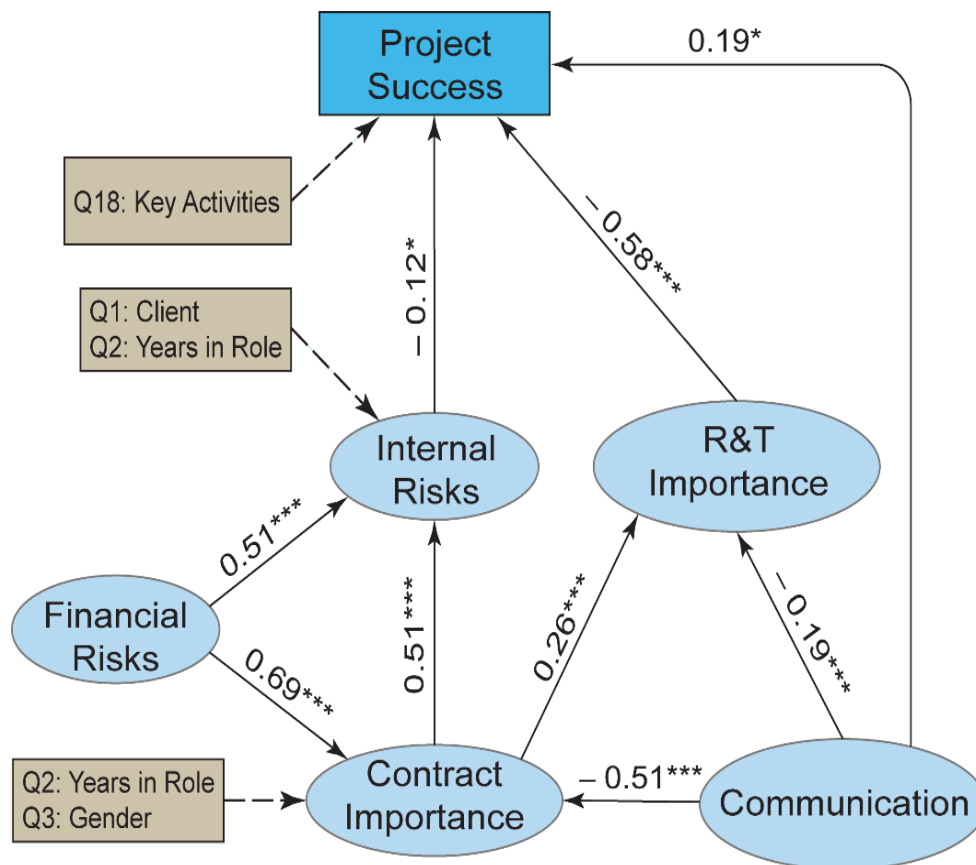 Project
Success
0.19*
Q18: Key Activities
– 0.12*
– 0.58***
Q1: Client
Q2: Years in Role
Internal
Risks
R&T
Importance
0.51***
Financial
Risks
0.69***
0.51***
0.26***
– 0.19***
Q2: Years in Role
Q3: Gender
Contract
Importance
– 0.51***
Communication